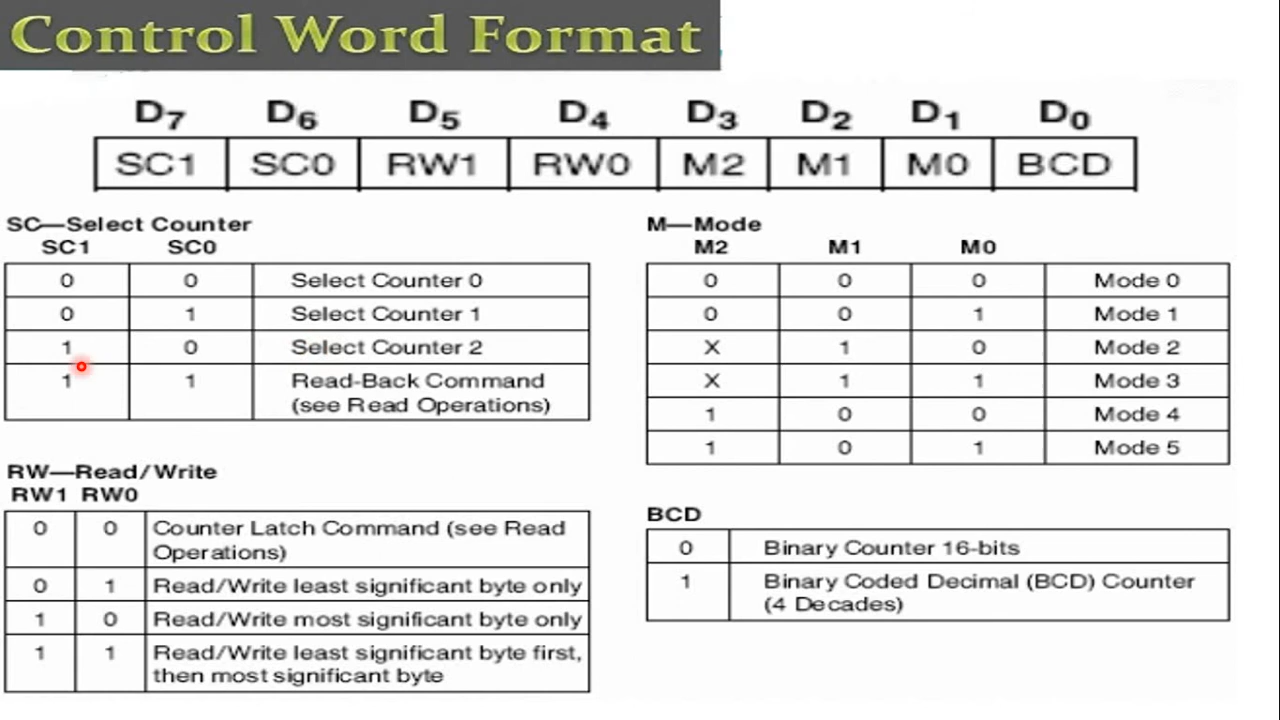 Control Word Format
D7 D6 D5 D4 D3 D2 D1 D0
SC1 SC0 RW1 RW0 M2 M1 M0 BCD
SC—Select Counter
SC1 SC0
0 0 Select Counter 0
0 1 Select Counter 1
1 0 Select Counter 2
1 1 Read-Back Command
(see Read Operations)
RW—Read/Write
RW1 RW0
0 0 Counter Latch Command (see Read
Operations)
0 1 Read/Write least significant byte only
1 0 Read/Write most significant byte only
1 1 Read/Write least significant byte first,
then most significant byte
M—Mode
M2 M1 M0
0 0 0 Mode 0
0 0 1 Mode 1
X 1 0 Mode 2
X 1 1 Mode 3
1 0 0 Mode 4
1 0 1 Mode 5
BCD
0 Binary Counter 16-bits
1 Binary Coded Decimal (BCD) Counter
(4 Decades)